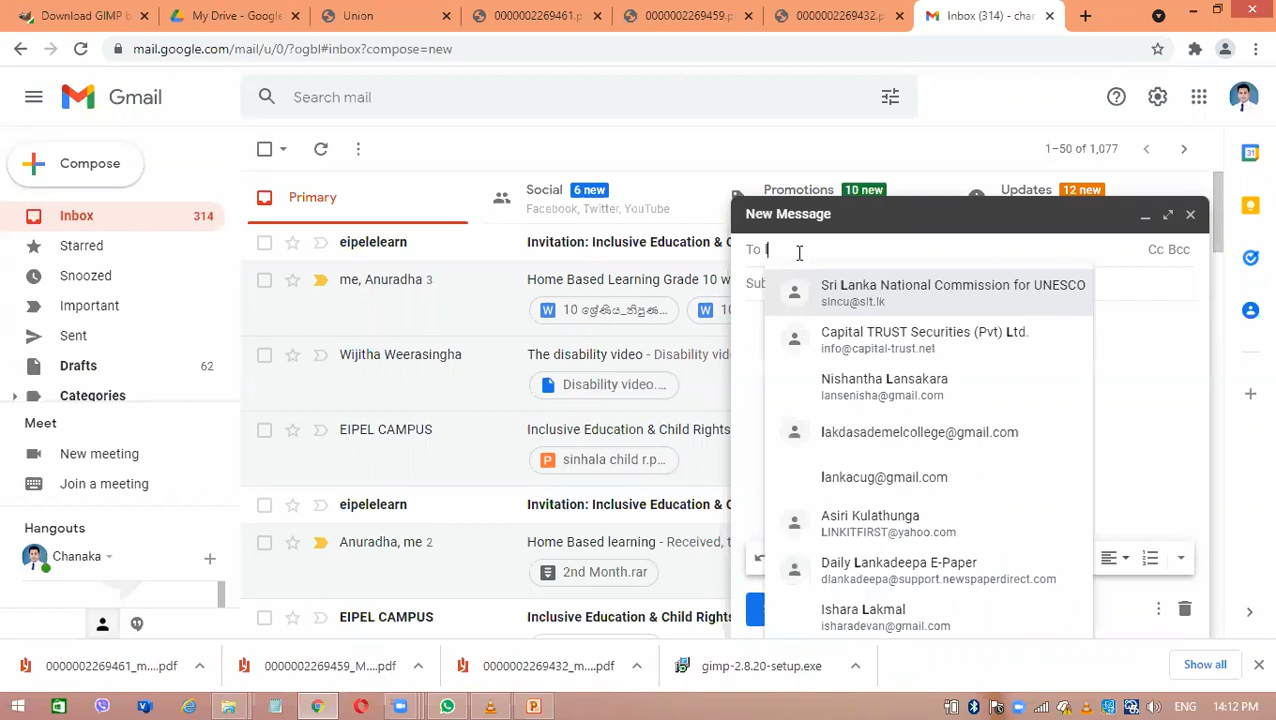 Download GIMP b
My Drive - Google
Union
0000002269461.p
0000002269459.p
0000002269432.p
Inbox (314) - char
mail.google.com/mail/u/0/?ogbl#inbox?compose=new
Gmail
Search mail
Compose
1–50 of 1,077
Inbox 314
Starred
Snoozed
Important
Sent
Drafts 62
Categories
Meet
New meeting
Join a meeting
Hangouts
Chanaka
Primary
Social 6 new
Facebook, Twitter, YouTube
Promotions 10 new
Updates 12 new
eipelelearn Invitation: Inclusive Education & C
me, Anuradha 3 Home Based Learning Grade 10 w
10 ශ්‍රේණිය_නිපුණ... 10
Wijitha Weerasingha The disability video - Disability vide
Disability video....
EIPEL CAMPUS Inclusive Education & Child Rights
sinhala child r.p...
eipelelearn Invitation: Inclusive Education & C
Anuradha, me 2 Home Based learning - Received, t
2nd Month.rar
EIPEL CAMPUS Inclusive Education & Child Rights
New Message
To l
Cc Bcc
Sub
Sri Lanka National Commission for UNESCO
slncu@slt.lk
Capital TRUST Securities (Pvt) Ltd.
info@capital-trust.net
Nishantha Lansakara
lansenisha@gmail.com
lakdasademelcollege@gmail.com
lankacug@gmail.com
Asiri Kulathunga
LINKITFIRST@yahoo.com
Daily Lankadeepa E-Paper
dlankadeepa@support.newspaperdirect.com
Ishara Lakmal
isharadevan@gmail.com
31
0000002269461_m....pdf
0000002269459_M....pdf
0000002269432_m....pdf
gimp-2.8.20-setup.exe
Show all
ENG
14:12 PM